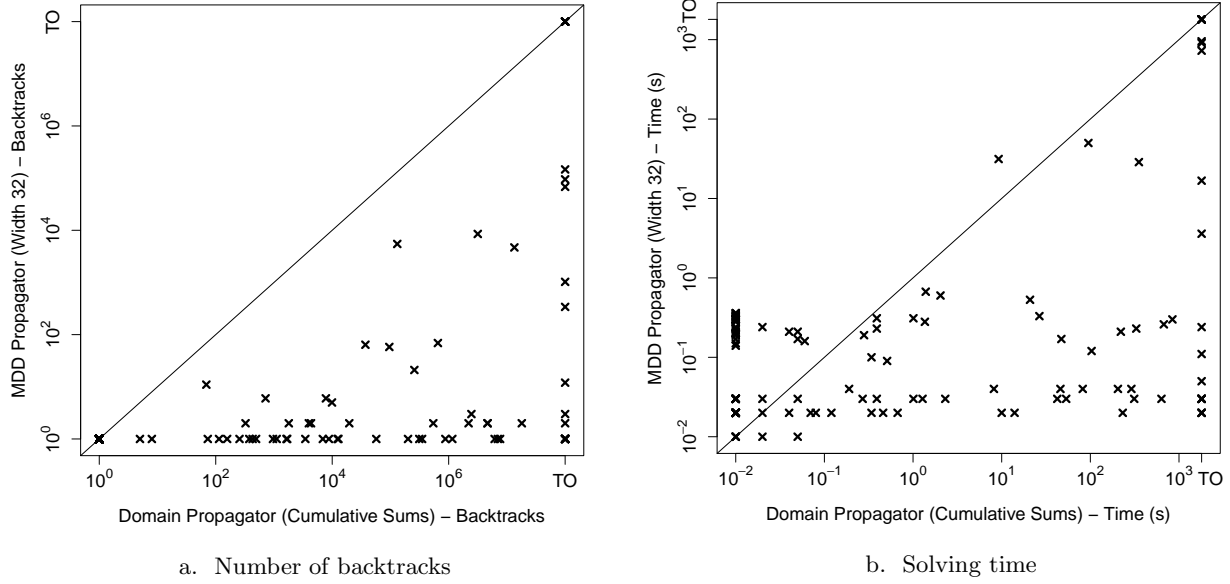 MDD Propagator (Width 32) – Backtracks
TO
10^6
10^4
10^2
10^0
10^0 10^2 10^4 10^6 TO
Domain Propagator (Cumulative Sums) – Backtracks
a. Number of backtracks
MDD Propagator (Width 32) – Time (s)
TO
10^3
10^2
10^1
10^0
10^−1
10^−2
10^−2 10^−1 10^0 10^1 10^2 10^3 TO
Domain Propagator (Cumulative Sums) – Time (s)
b. Solving time